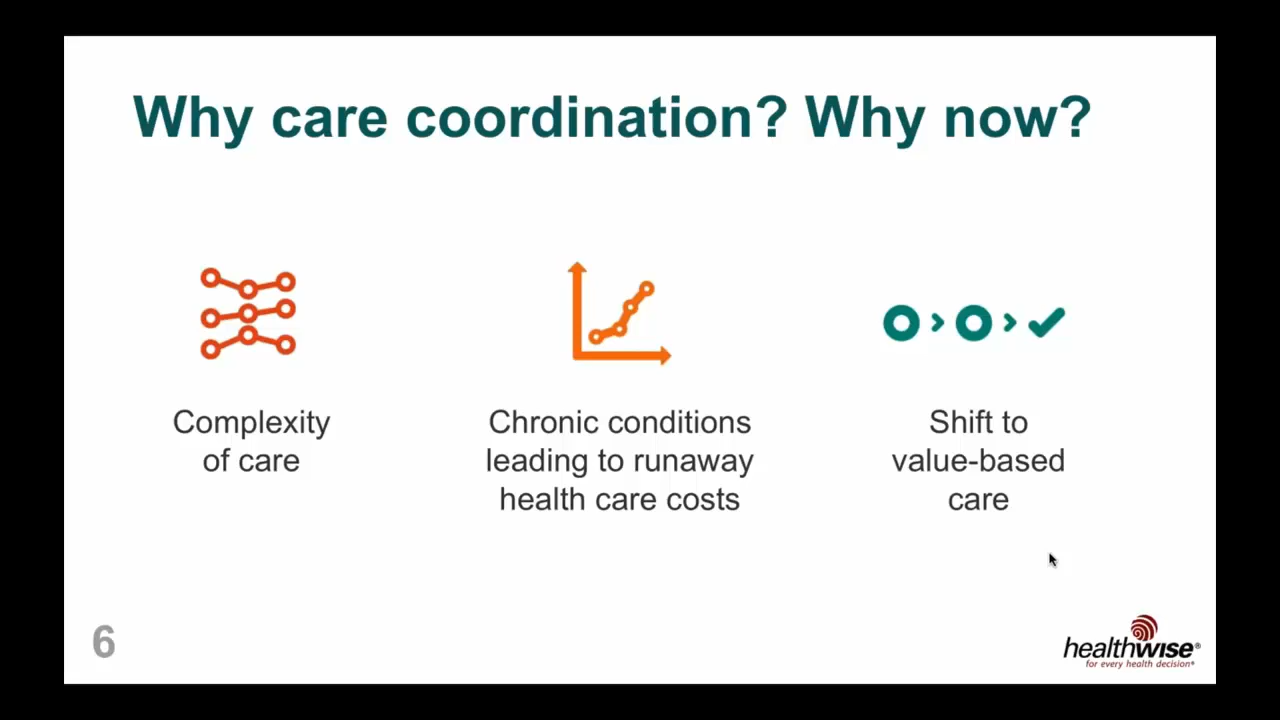 Why care coordination? Why now?
Complexity
of care
Chronic conditions
leading to runaway
health care costs
Shift to
value-based
care
6
healthwise®
for every health decision®